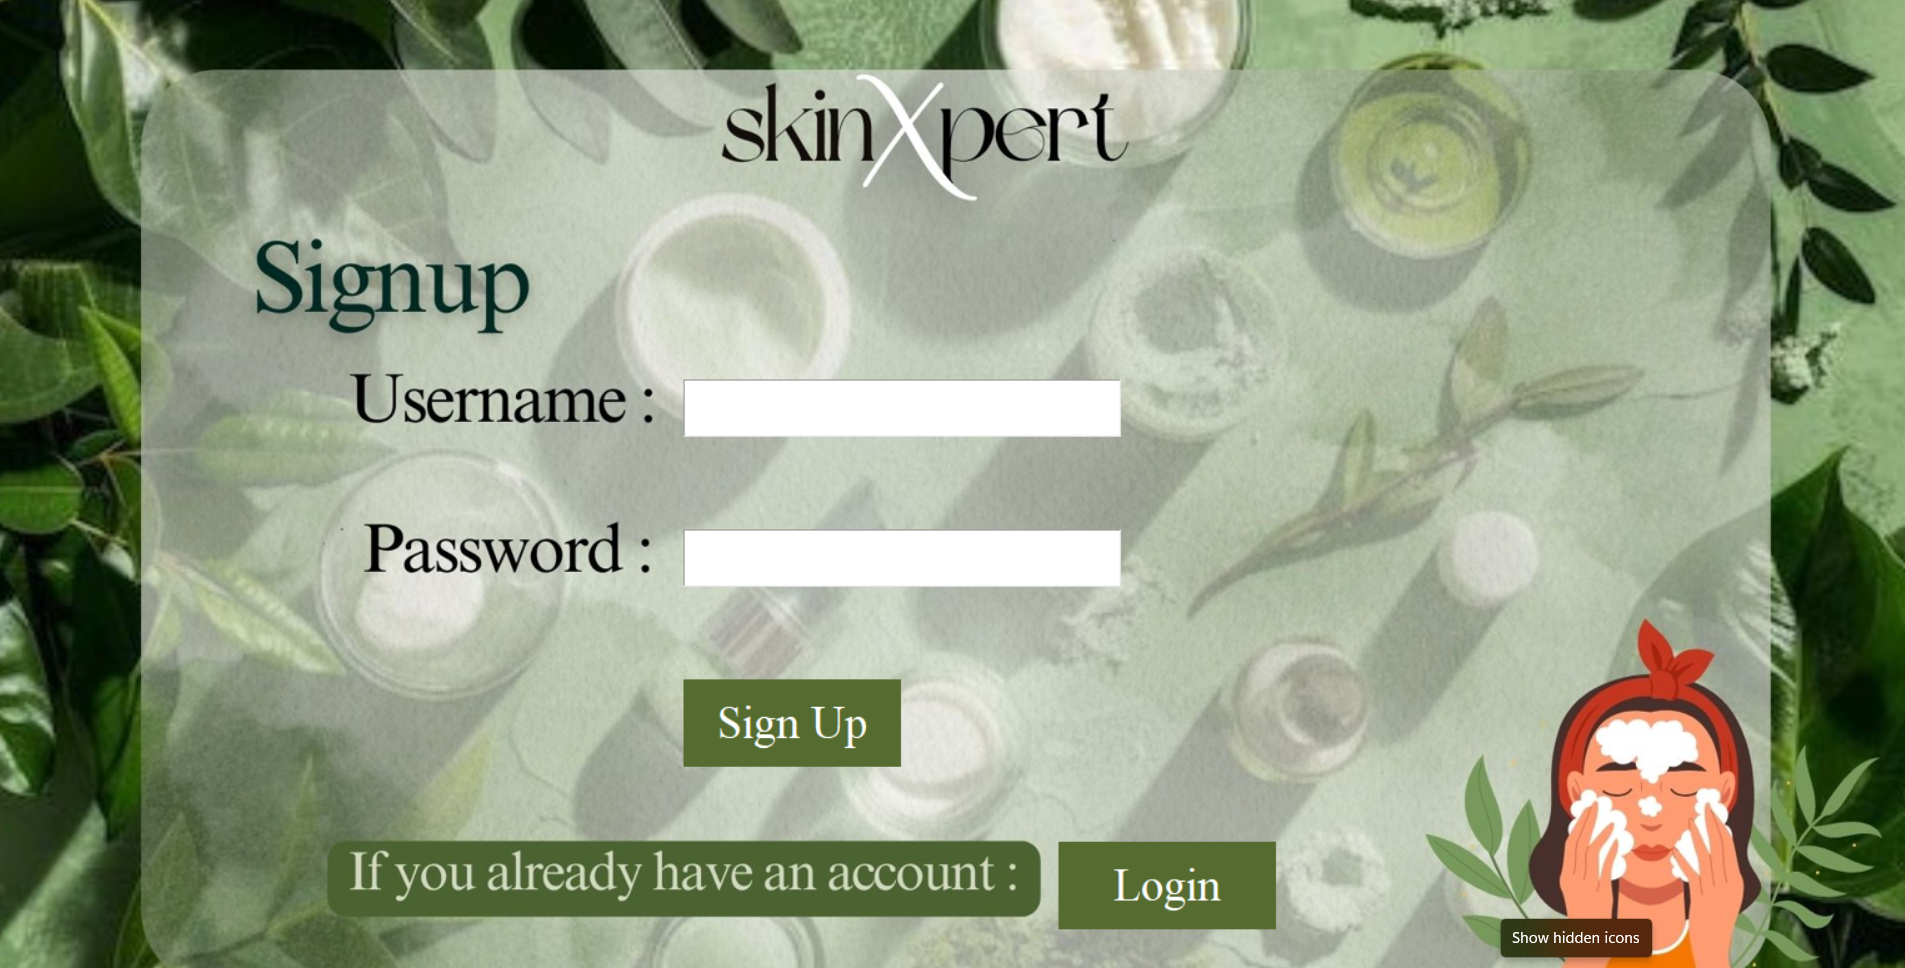 skinXpert
Signup
Username :
Password :
Sign Up
If you already have an account :
Login
Show hidden icons